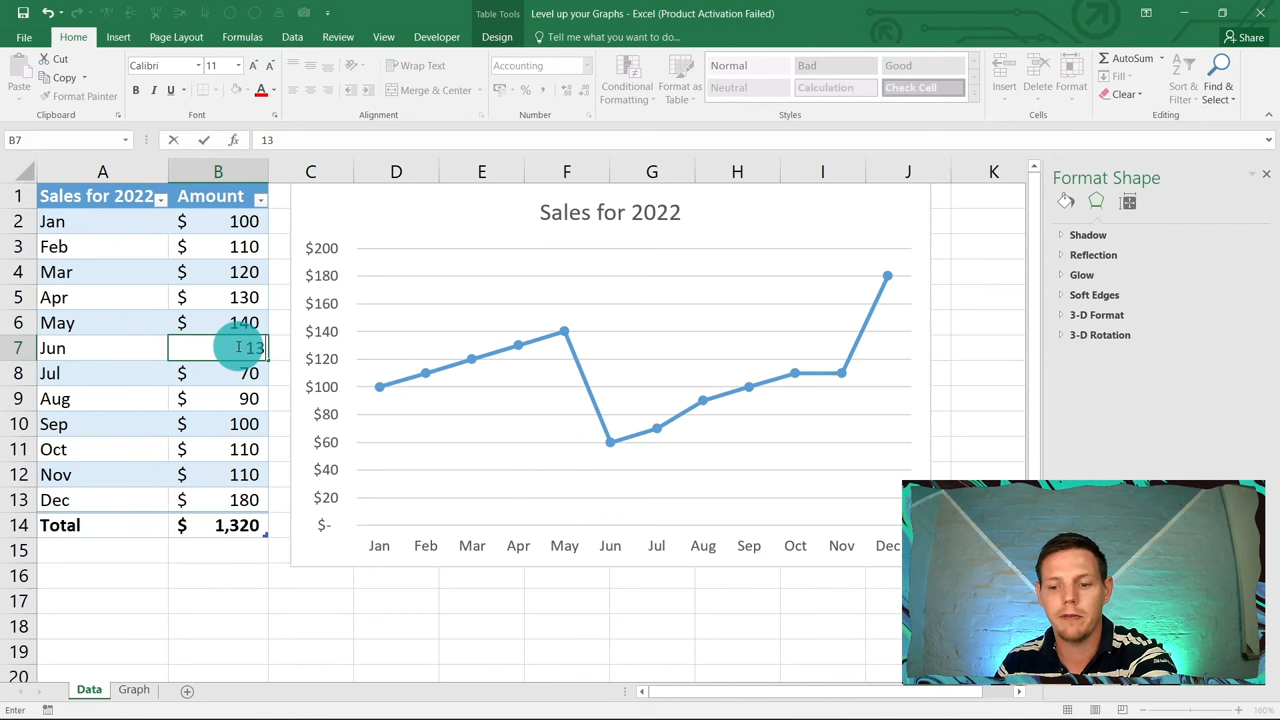 Table Tools
Level up your Graphs - Excel (Product Activation Failed)
File Home Insert Page Layout Formulas Data Review View Developer Design Tell me what you want to do... Share
Paste
Cut
Copy
Format Painter
Clipboard
Calibri 11
B I U
Font
Wrap Text
Merge & Center
Alignment
Accounting
$ % ,
Number
Conditional Formatting
Format as Table
Normal Bad Good
Neutral Calculation Check Cell
Styles
Insert Delete Format
Cells
AutoSum
Fill
Clear
Sort & Filter
Find & Select
Editing
B7 fx 13
A B C D E F G H I J K
1 Sales for 2022 Amount
2 Jan $ 100
3 Feb $ 110
4 Mar $ 120
5 Apr $ 130
6 May $ 140
7 Jun 13
8 Jul $ 70
9 Aug $ 90
10 Sep $ 100
11 Oct $ 110
12 Nov $ 110
13 Dec $ 180
14 Total $ 1,320
15
16
17
18
19
20
Sales for 2022
$200
$180
$160
$140
$120
$100
$80
$60
$40
$20
$-
Jan Feb Mar Apr May Jun Jul Aug Sep Oct Nov Dec
Format Shape
Shadow
Reflection
Glow
Soft Edges
3-D Format
3-D Rotation
Data Graph
Enter
160%